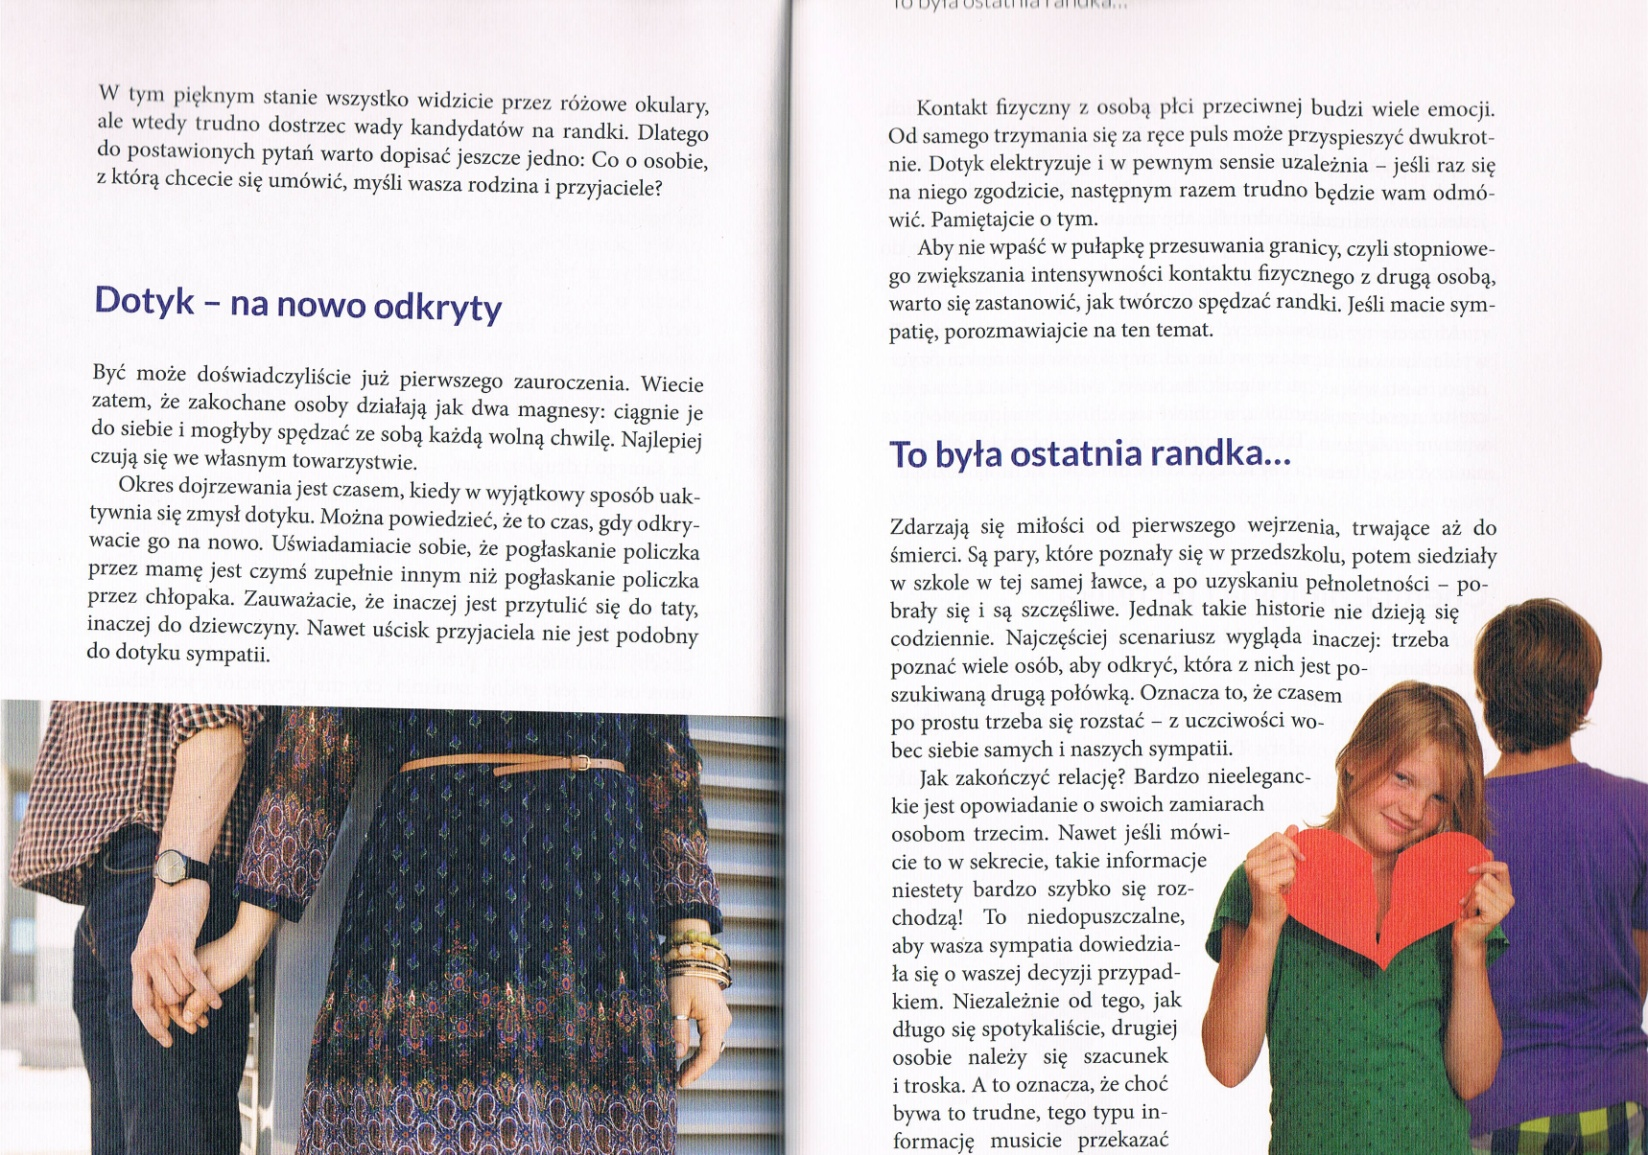 W tym pięknym stanie wszystko widzicie przez różowe okulary,
ale wtedy trudno dostrzec wady kandydatów na randki. Dlatego
do postawionych pytań warto dopisać jeszcze jedno: Co o osobie,
z którą chcecie się umówić, myśli wasza rodzina i przyjaciele?
Dotyk – na nowo odkryty
Być może doświadczyliście już pierwszego zauroczenia. Wiecie
zatem, że zakochane osoby działają jak dwa magnesy: ciągnie je
do siebie i mogłyby spędzać ze sobą każdą wolną chwilę. Najlepiej
czują się we własnym towarzystwie.
Okres dojrzewania jest czasem, kiedy w wyjątkowy sposób uak-
tywnia się zmysł dotyku. Można powiedzieć, że to czas, gdy odkry-
wacie go na nowo. Uświadamiacie sobie, że pogłaskanie policzka
przez mamę jest czymś zupełnie innym niż pogłaskanie policzka
przez chłopaka. Zauważacie, że inaczej jest przytulić się do taty,
inaczej do dziewczyny. Nawet uścisk przyjaciela nie jest podobny
do dotyku sympatii.
To była ostatnia randka...
Kontakt fizyczny z osobą płci przeciwnej budzi wiele emocji.
Od samego trzymania się za ręce puls może przyspieszyć dwukrot-
nie. Dotyk elektryzuje i w pewnym sensie uzależnia – jeśli raz się
na niego zgodzicie, następnym razem trudno będzie wam odmó-
wić. Pamiętajcie o tym.
Aby nie wpaść w pułapkę przesuwania granicy, czyli stopniowe-
go zwiększania intensywności kontaktu fizycznego z drugą osobą,
warto się zastanowić, jak twórczo spędzać randki. Jeśli macie sym-
patię, porozmawiajcie na ten temat.
To była ostatnia randka...
Zdarzają się miłości od pierwszego wejrzenia, trwające aż do
śmierci. Są pary, które poznały się w przedszkolu, potem siedziały
w szkole w tej samej ławce, a po uzyskaniu pełnoletności – po-
brały się i są szczęśliwe. Jednak takie historie nie dzieją się
codziennie. Najczęściej scenariusz wygląda inaczej: trzeba
poznać wiele osób, aby odkryć, która z nich jest po-
szukiwaną drugą połówką. Oznacza to, że czasem
po prostu trzeba się rozstać – z uczciwości wo-
bec siebie samych i naszych sympatii.
Jak zakończyć relację? Bardzo nieeleganc-
kie jest opowiadanie o swoich zamiarach
osobom trzecim. Nawet jeśli mówi-
cie to w sekrecie, takie informacje
niestety bardzo szybko się roz-
chodzą! To niedopuszczalne,
aby wasza sympatia dowiedzia-
ła się o waszej decyzji przypad-
kiem. Niezależnie od tego, jak
długo się spotykaliście, drugiej
osobie należy się szacunek
i troska. A to oznacza, że choć
bywa to trudne, tego typu in-
formację musicie przekazać